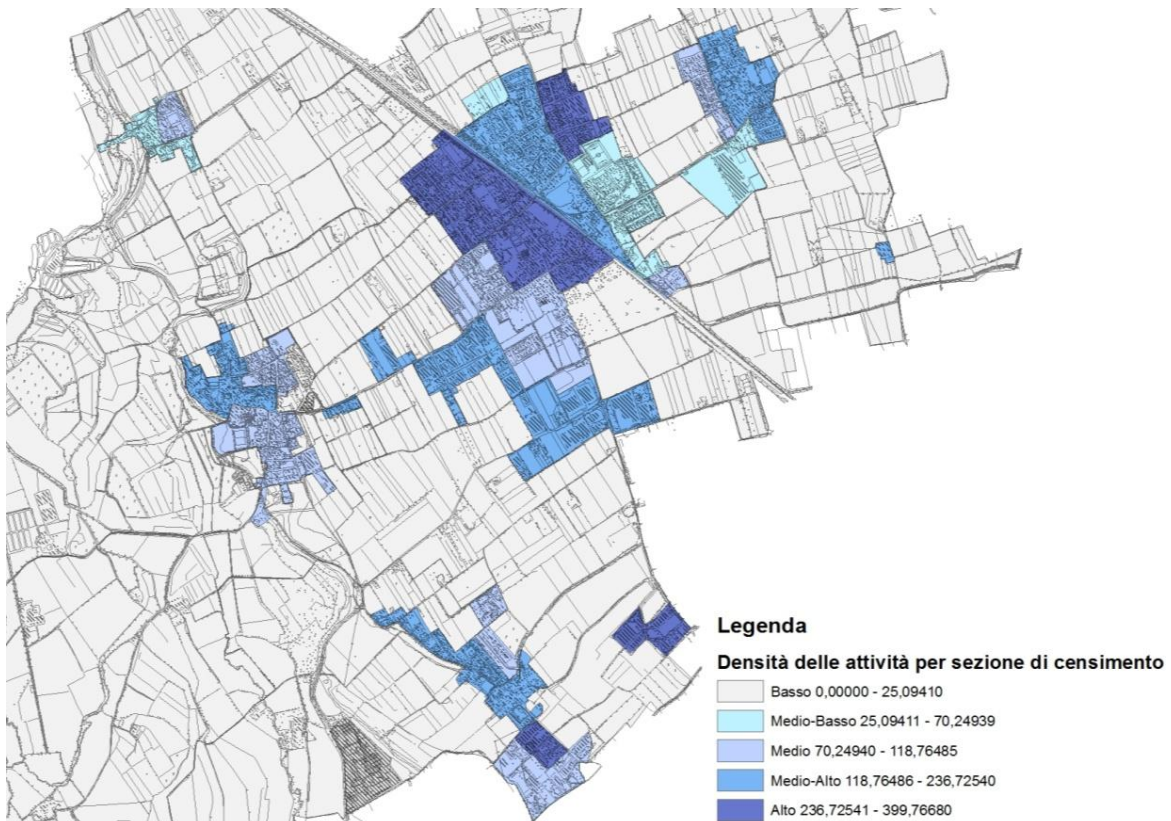 Legenda
Densità delle attività per sezione di censimento
Basso 0,00000 - 25,09410
Medio-Basso 25,09411 - 70,24939
Medio 70,24940 - 118,76485
Medio-Alto 118,76486 - 236,72540
Alto 236,72541 - 399,76680